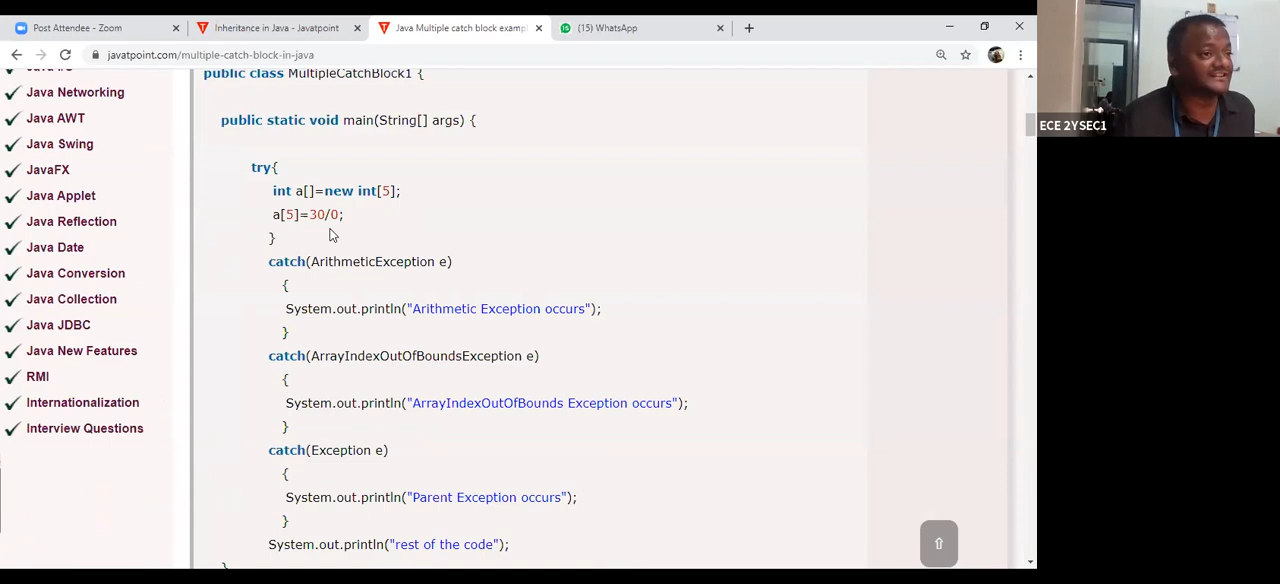 Post Attendee - Zoom
Inheritance in Java - Javatpoint
Java Multiple catch block exampl
(15) WhatsApp
javatpoint.com/multiple-catch-block-in-java
Java Networking
Java AWT
Java Swing
JavaFX
Java Applet
Java Reflection
Java Date
Java Conversion
Java Collection
Java JDBC
Java New Features
RMI
Internationalization
Interview Questions
public class MultipleCatchBlock1 {
public static void main(String[] args) {
try{
int a[]=new int[5];
a[5]=30/0;
}
catch(ArithmeticException e)
{
System.out.println("Arithmetic Exception occurs");
}
catch(ArrayIndexOutOfBoundsException e)
{
System.out.println("ArrayIndexOutOfBounds Exception occurs");
}
catch(Exception e)
{
System.out.println("Parent Exception occurs");
}
System.out.println("rest of the code");
ECE 2YSEC1